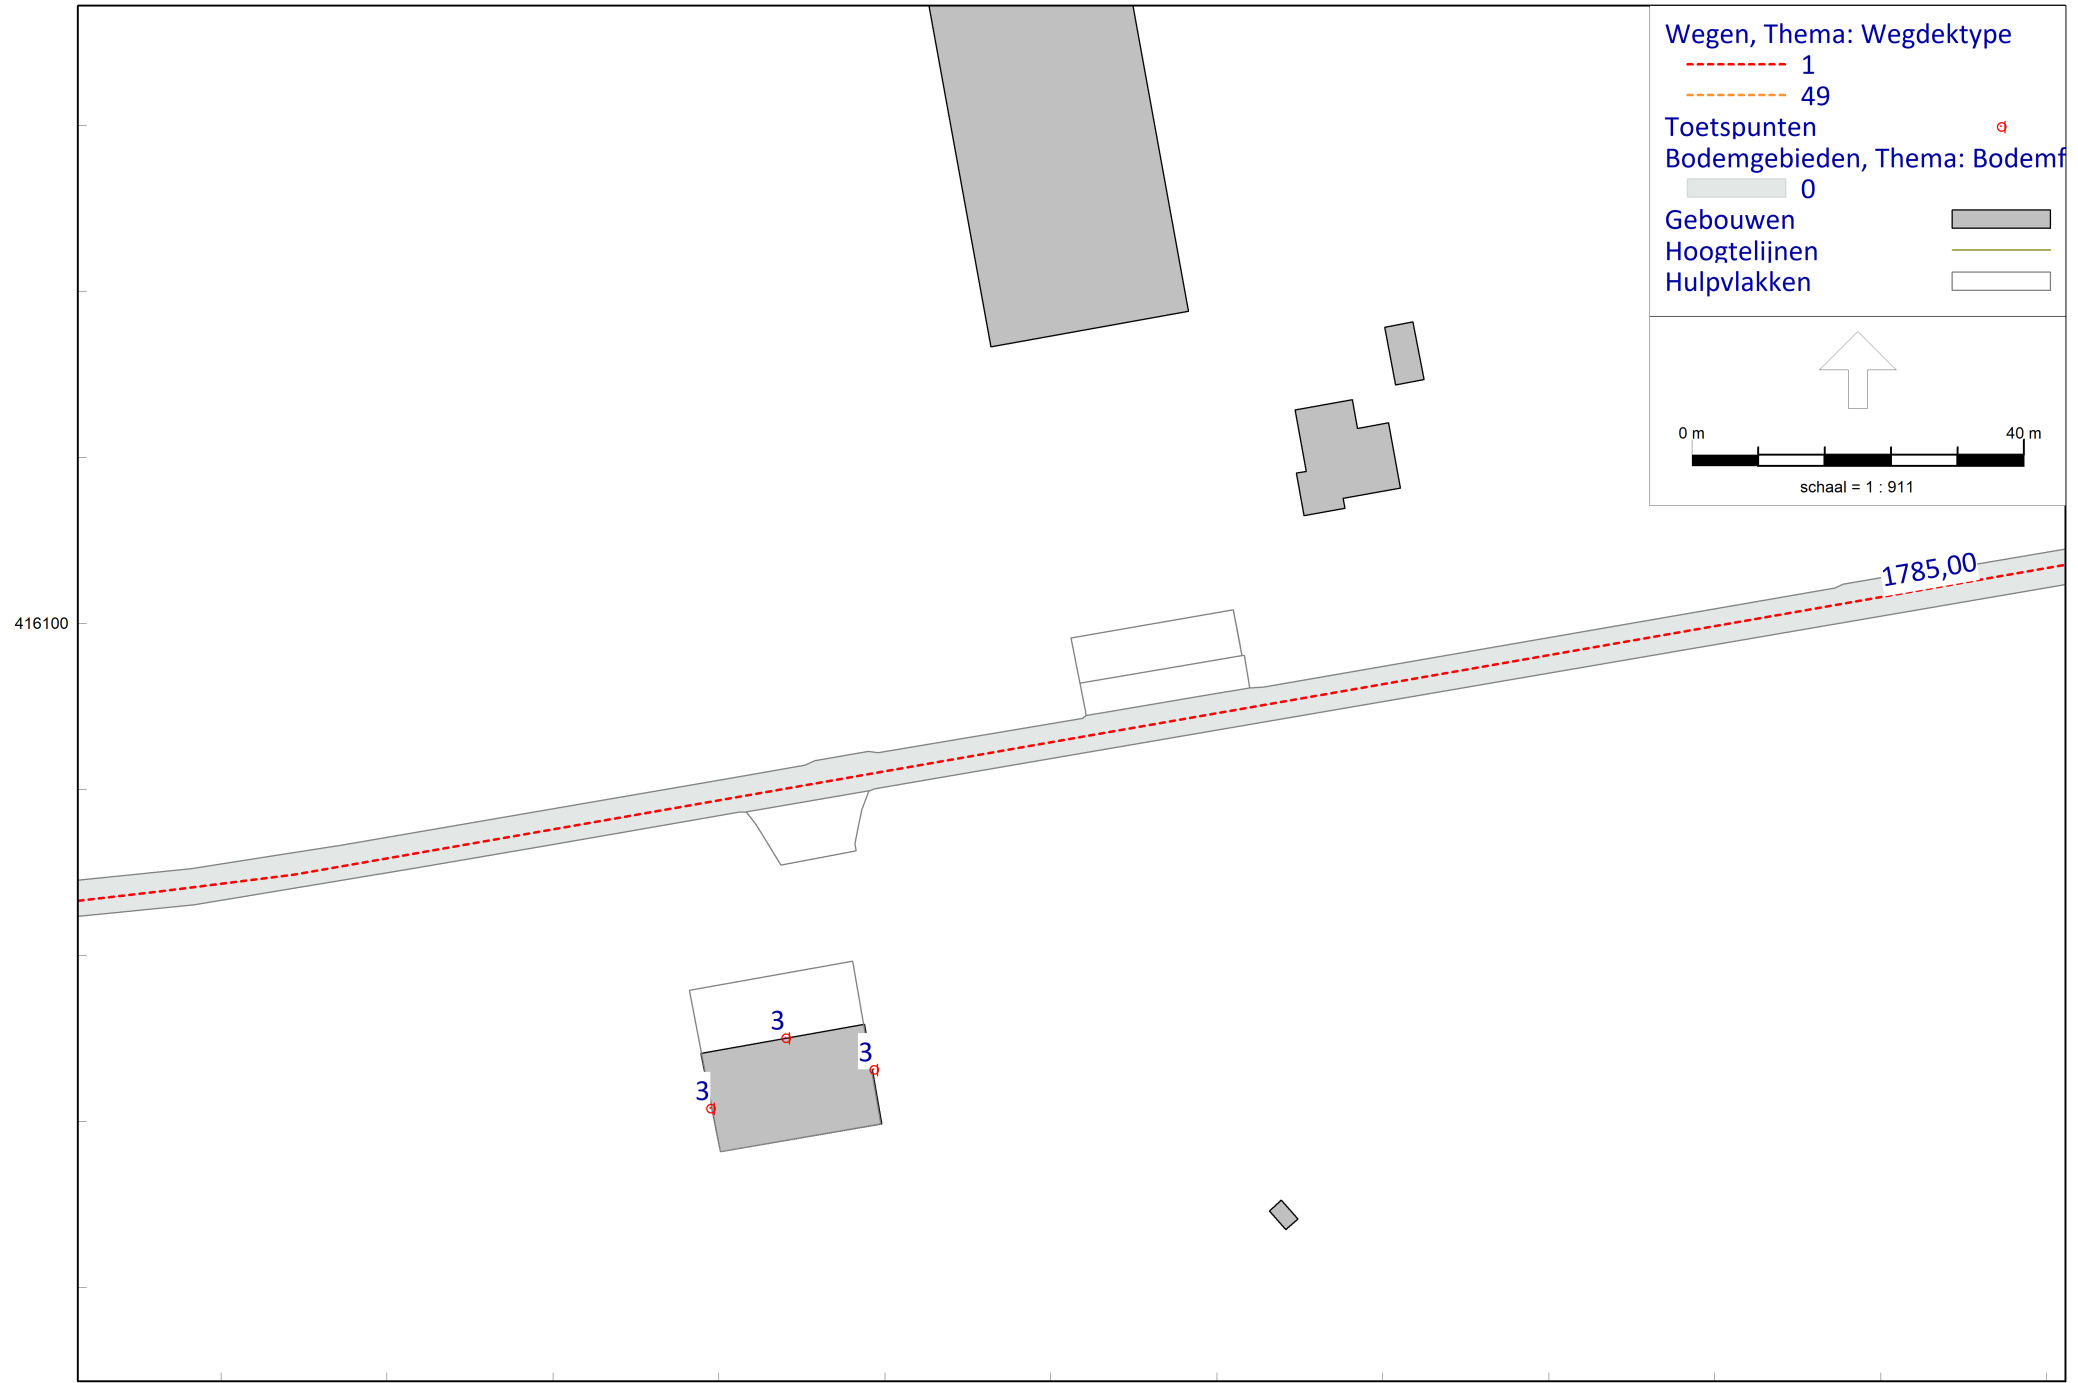 Wegen, Thema: Wegdektype
1
49
Toetspunten
Bodemgebieden, Thema: Bodemf
0
Gebouwen
Hoogtelijnen
Hulpvlakken
0 m 40 m
schaal = 1 : 911
1785,00
416100
3
3
3